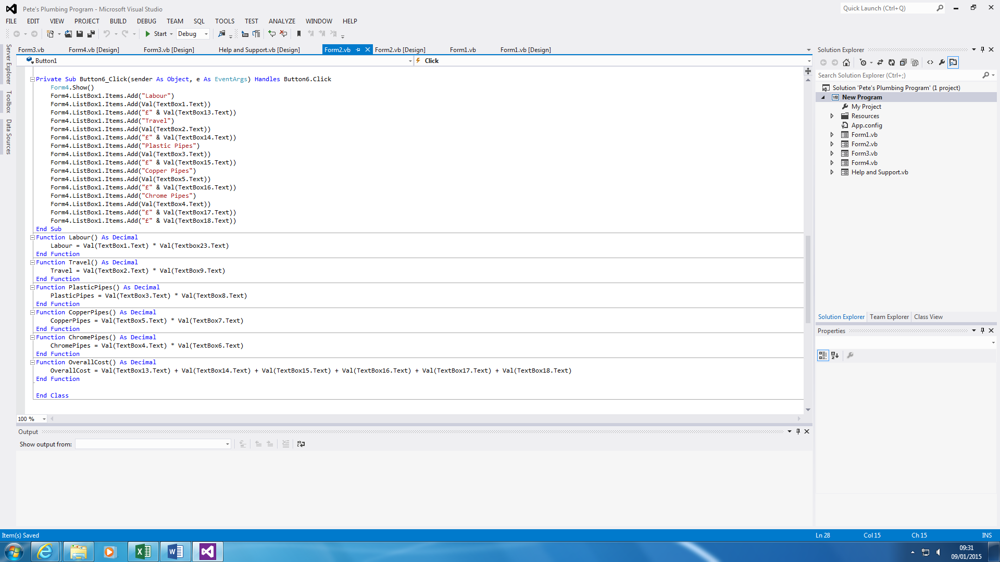 Pete's Plumbing Program - Microsoft Visual Studio
Quick Launch (Ctrl+Q)
FILE EDIT VIEW PROJECT BUILD DEBUG TEAM SQL TOOLS TEST ANALYZE WINDOW HELP
Start Debug
Server Explorer
Toolbox
Data Sources
Form3.vb Form4.vb [Design] Form3.vb [Design] Help and Support.vb [Design] Form2.vb Form2.vb [Design] Form1.vb Form1.vb [Design]
Button1 Click
Private Sub Button6_Click(sender As Object, e As EventArgs) Handles Button6.Click
Form4.Show()
Form4.ListBox1.Items.Add("Labour")
Form4.ListBox1.Items.Add(Val(TextBox1.Text))
Form4.ListBox1.Items.Add("£" & Val(TextBox13.Text))
Form4.ListBox1.Items.Add("Travel")
Form4.ListBox1.Items.Add(Val(TextBox2.Text))
Form4.ListBox1.Items.Add("£" & Val(TextBox14.Text))
Form4.ListBox1.Items.Add("Plastic Pipes")
Form4.ListBox1.Items.Add(Val(TextBox3.Text))
Form4.ListBox1.Items.Add("£" & Val(TextBox15.Text))
Form4.ListBox1.Items.Add("Copper Pipes")
Form4.ListBox1.Items.Add(Val(TextBox5.Text))
Form4.ListBox1.Items.Add("£" & Val(TextBox16.Text))
Form4.ListBox1.Items.Add("Chrome Pipes")
Form4.ListBox1.Items.Add(Val(TextBox4.Text))
Form4.ListBox1.Items.Add("£" & Val(TextBox17.Text))
Form4.ListBox1.Items.Add("£" & Val(TextBox18.Text))
End Sub
Function Labour() As Decimal
Labour = Val(TextBox1.Text) * Val(Textbox23.Text)
End Function
Function Travel() As Decimal
Travel = Val(TextBox2.Text) * Val(TextBox9.Text)
End Function
Function PlasticPipes() As Decimal
PlasticPipes = Val(TextBox3.Text) * Val(TextBox8.Text)
End Function
Function CopperPipes() As Decimal
CopperPipes = Val(TextBox5.Text) * Val(TextBox7.Text)
End Function
Function ChromePipes() As Decimal
ChromePipes = Val(TextBox4.Text) * Val(TextBox6.Text)
End Function
Function OverallCost() As Decimal
OverallCost = Val(TextBox13.Text) + Val(TextBox14.Text) + Val(TextBox15.Text) + Val(TextBox16.Text) + Val(TextBox17.Text) + Val(TextBox18.Text)
End Function
End Class
100 %
Output
Show output from:
Solution Explorer
Search Solution Explorer (Ctrl+;)
Solution 'Pete's Plumbing Program' (1 project)
VB New Program
My Project
Resources
App.config
Form1.vb
Form2.vb
Form3.vb
Form4.vb
Help and Support.vb
Solution Explorer Team Explorer Class View
Properties
Item(s) Saved Ln 28 Col 15 Ch 15 INS
09:31
09/01/2015